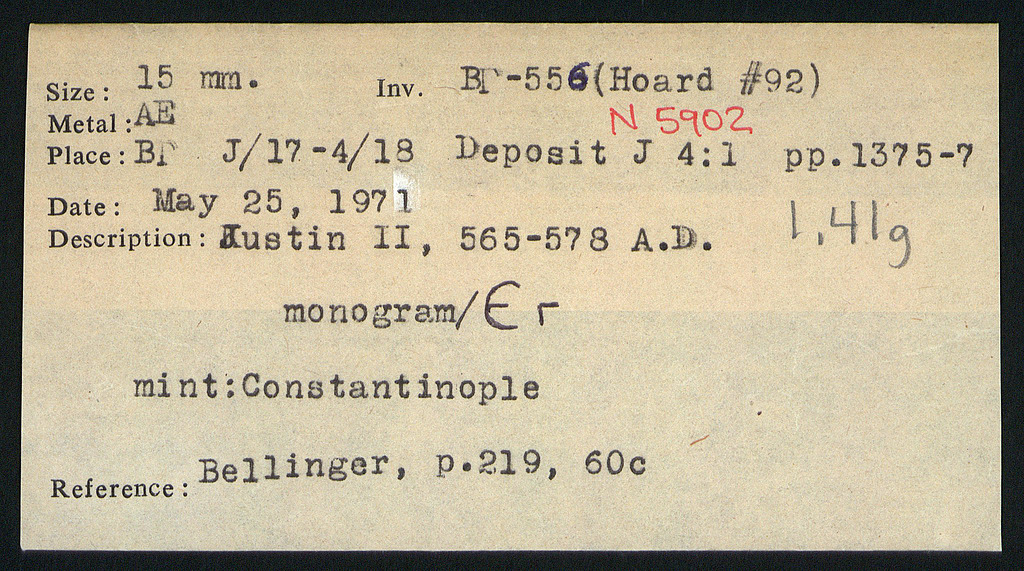 Size: 15 mm. Inv. BΓ-556(Hoard #92)
Metal: AE N 5902
Place: BΓ J/17-4/18 Deposit J 4:1 pp.1375-7
Date: May 25, 1971
Description: Justin II, 565-578 A.D. 1,41g
monogram/Є Γ
mint:Constantinople
Reference: Bellinger, p.219, 60c